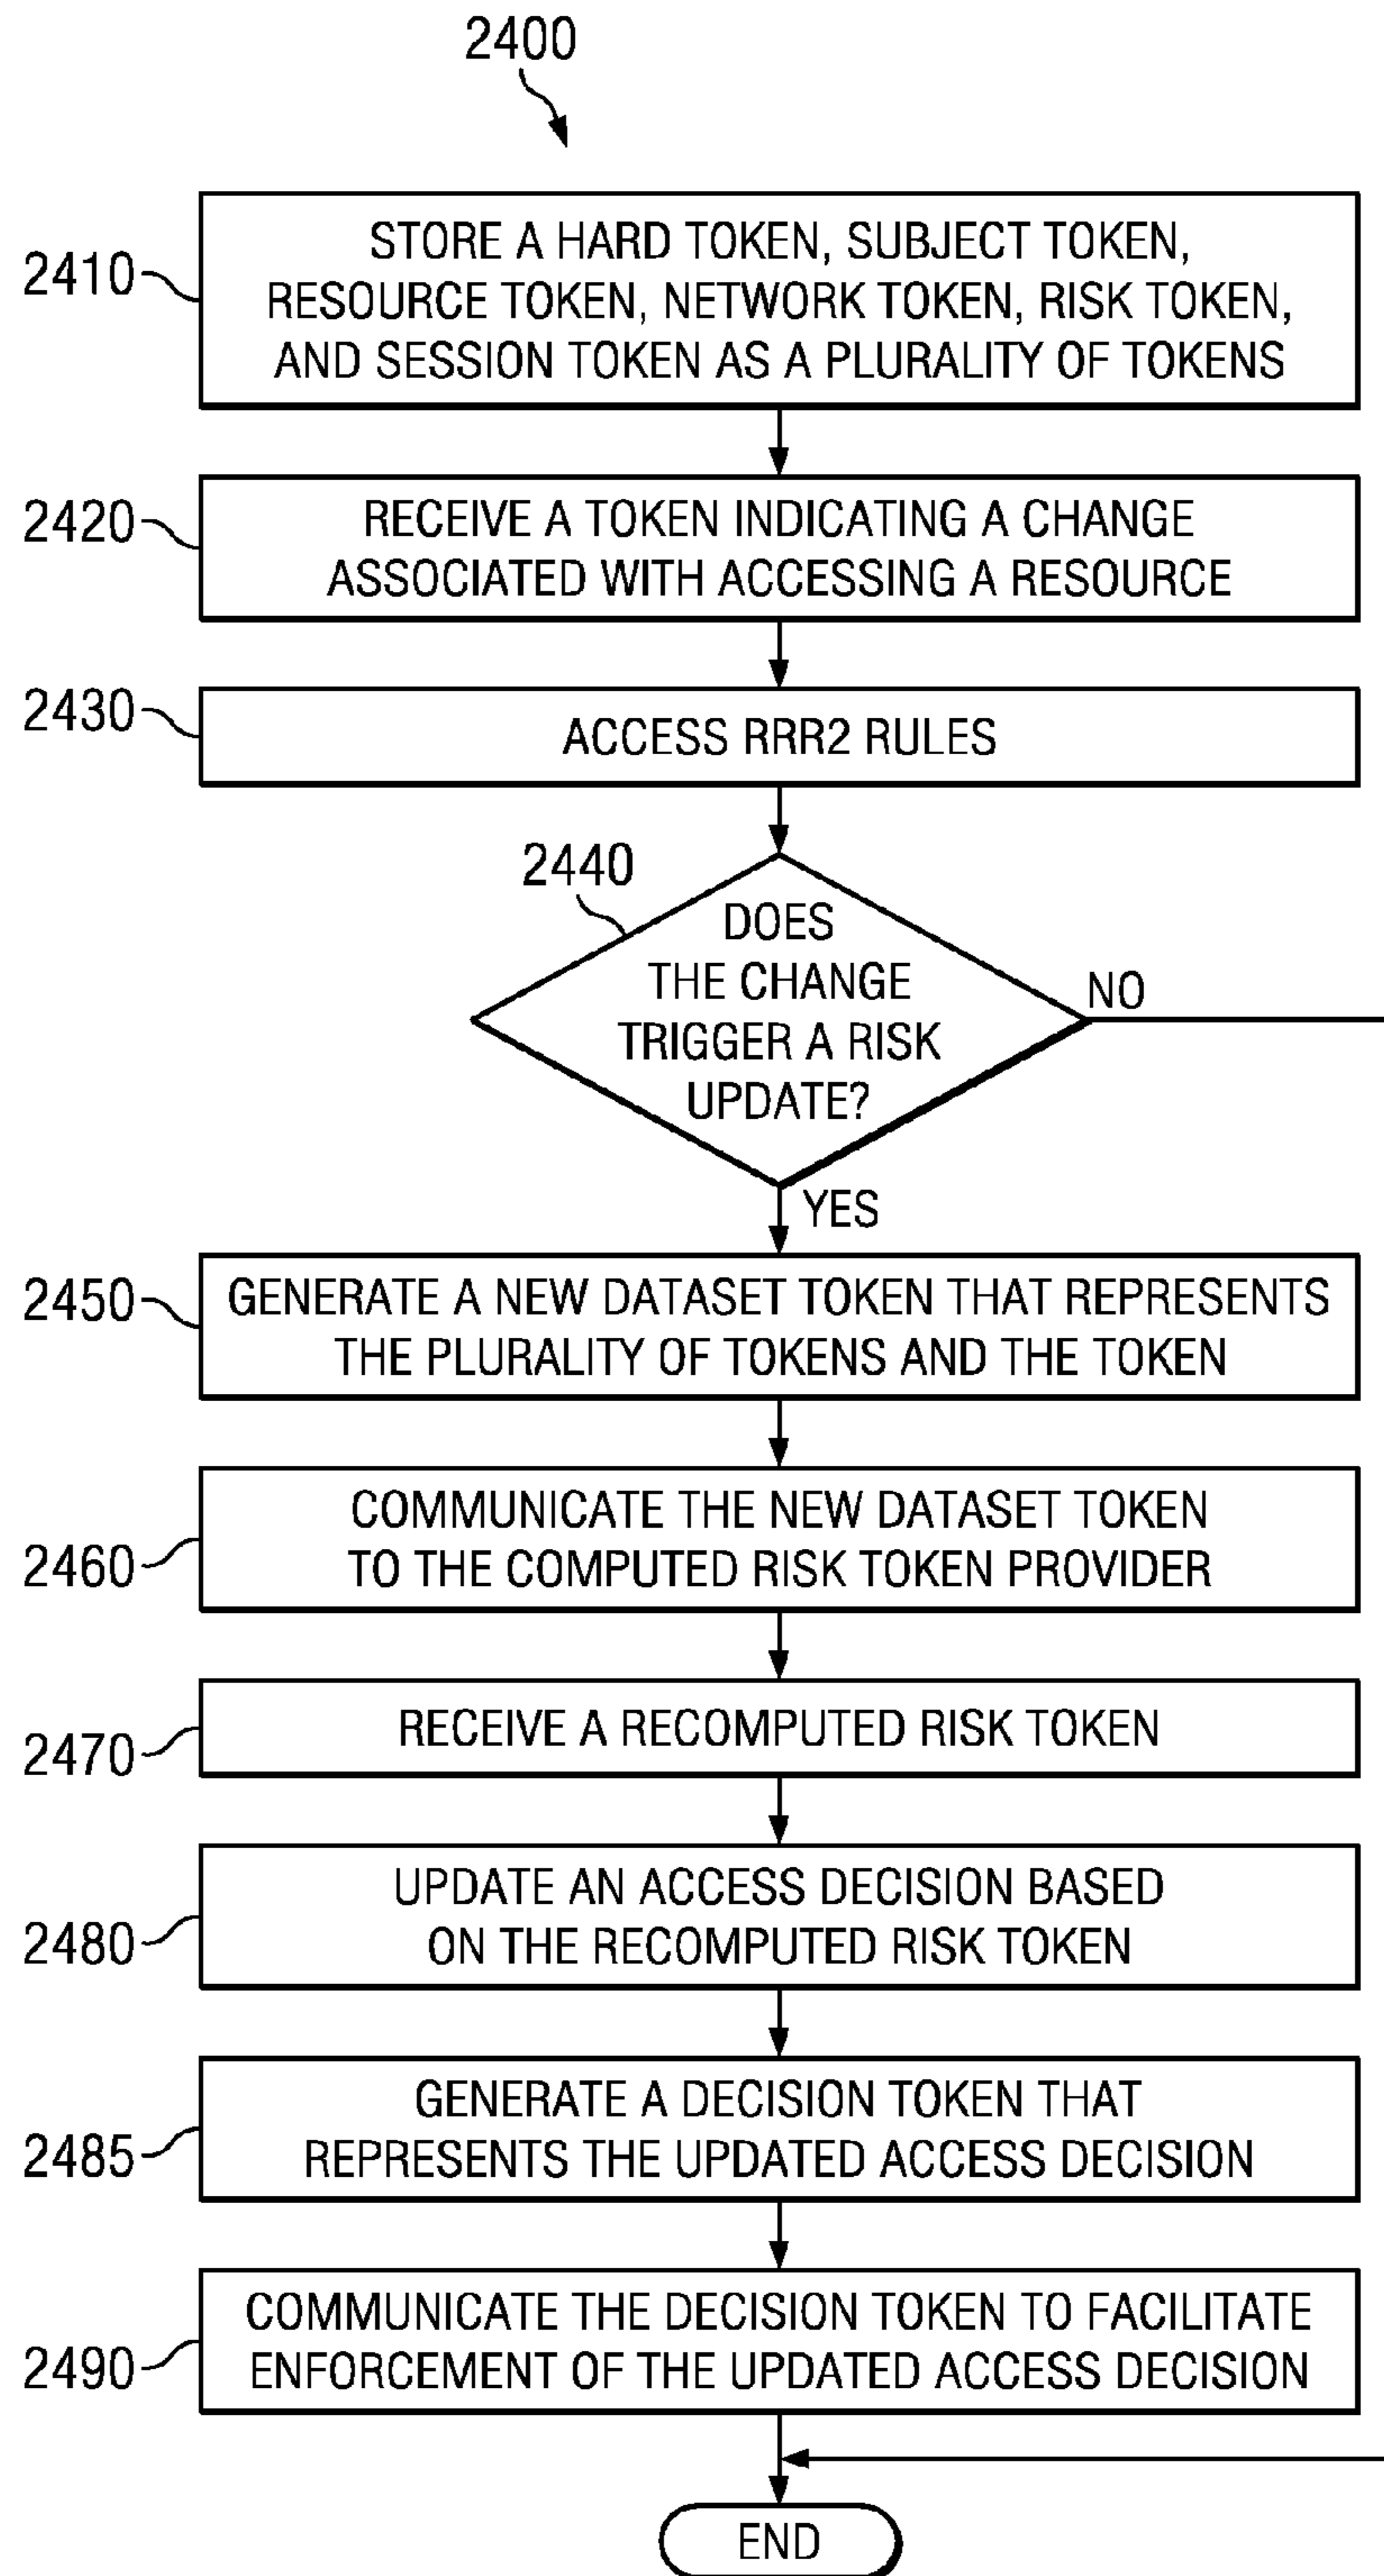 2400
2410
STORE A HARD TOKEN, SUBJECT TOKEN,
RESOURCE TOKEN, NETWORK TOKEN, RISK TOKEN,
AND SESSION TOKEN AS A PLURALITY OF TOKENS
2420
RECEIVE A TOKEN INDICATING A CHANGE
ASSOCIATED WITH ACCESSING A RESOURCE
2430
ACCESS RRR2 RULES
2440
DOES
THE CHANGE
TRIGGER A RISK
UPDATE?
NO
YES
2450
GENERATE A NEW DATASET TOKEN THAT REPRESENTS
THE PLURALITY OF TOKENS AND THE TOKEN
2460
COMMUNICATE THE NEW DATASET TOKEN
TO THE COMPUTED RISK TOKEN PROVIDER
2470
RECEIVE A RECOMPUTED RISK TOKEN
2480
UPDATE AN ACCESS DECISION BASED
ON THE RECOMPUTED RISK TOKEN
2485
GENERATE A DECISION TOKEN THAT
REPRESENTS THE UPDATED ACCESS DECISION
2490
COMMUNICATE THE DECISION TOKEN TO FACILITATE
ENFORCEMENT OF THE UPDATED ACCESS DECISION
END